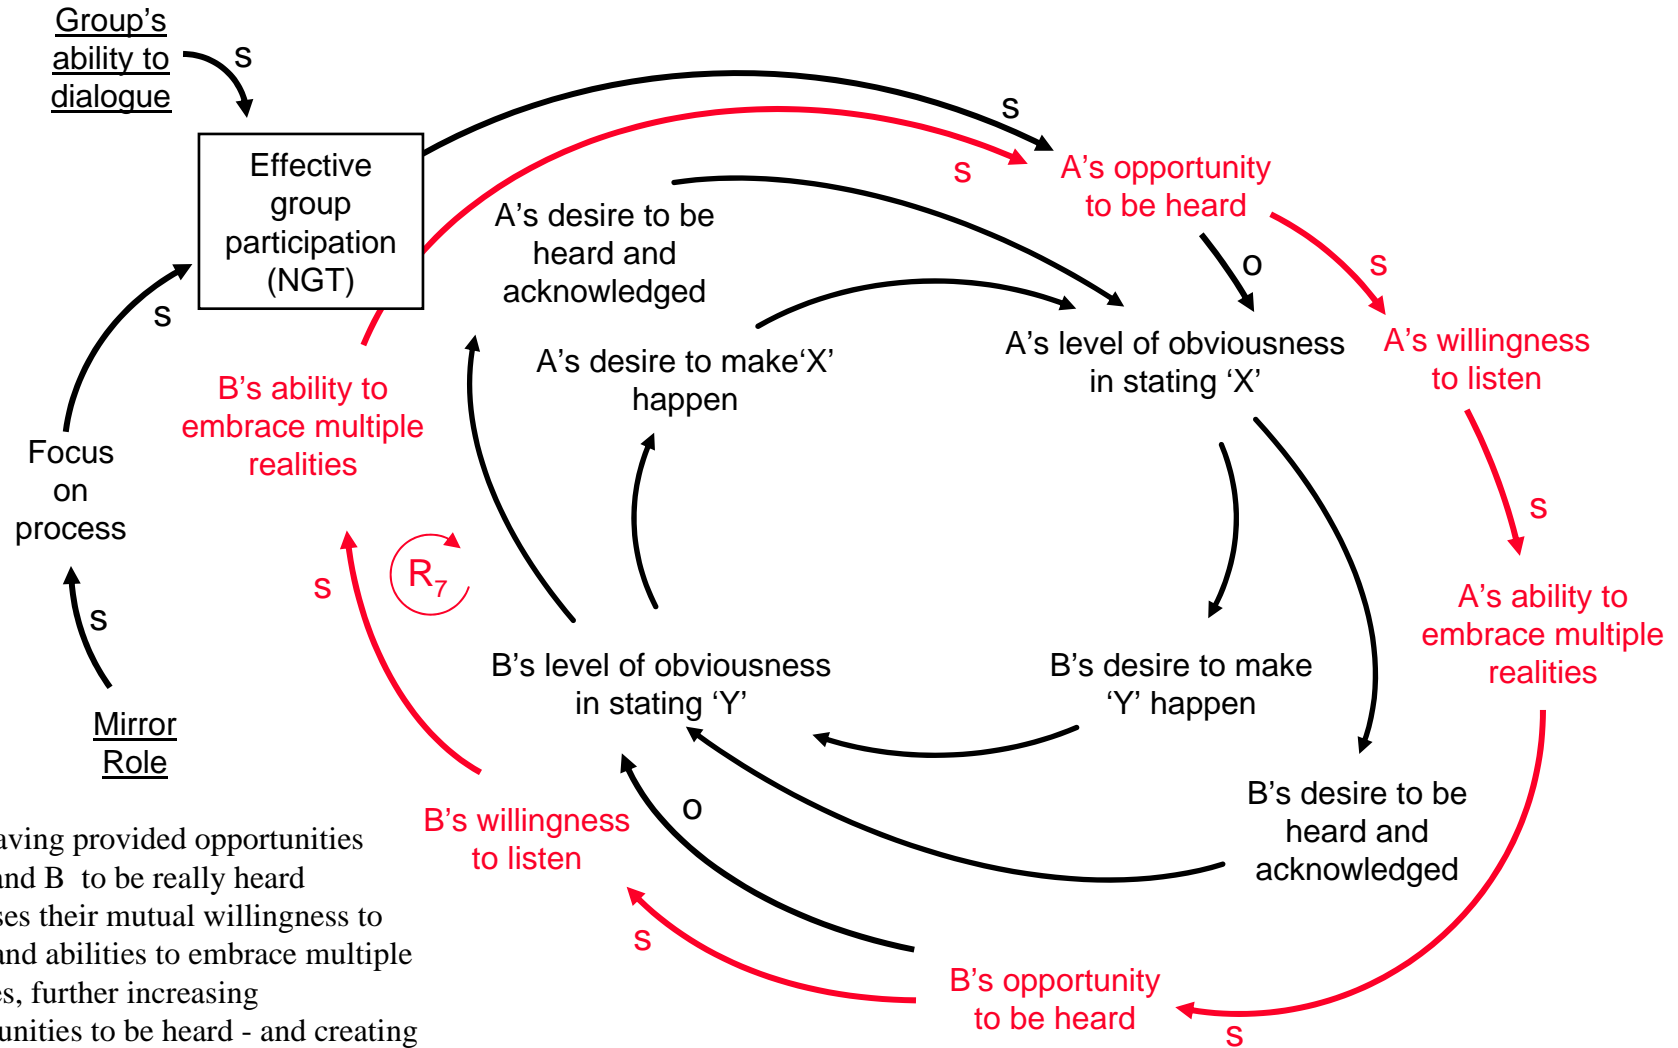 Group's
ability to
dialogue
s
Effective
group
participation
(NGT)
s
s
A's opportunity
to be heard
A's desire to be
heard and
acknowledged
o
s
s
A's desire to make‘X’
happen
A's level of obviousness
in stating ‘X’
A's willingness
to listen
B's ability to
embrace multiple
realities
Focus
on
process
s
R7
s
s
A's ability to
embrace multiple
realities
B's level of obviousness
in stating ‘Y’
B's desire to make
‘Y’ happen
Mirror
Role
B's desire to be
heard and
acknowledged
o
B's willingness
to listen
s
B's opportunity
to be heard
s
aving provided opportunities
and B to be really heard
ses their mutual willingness to
and abilities to embrace multiple
es, further increasing
unities to be heard - and creating